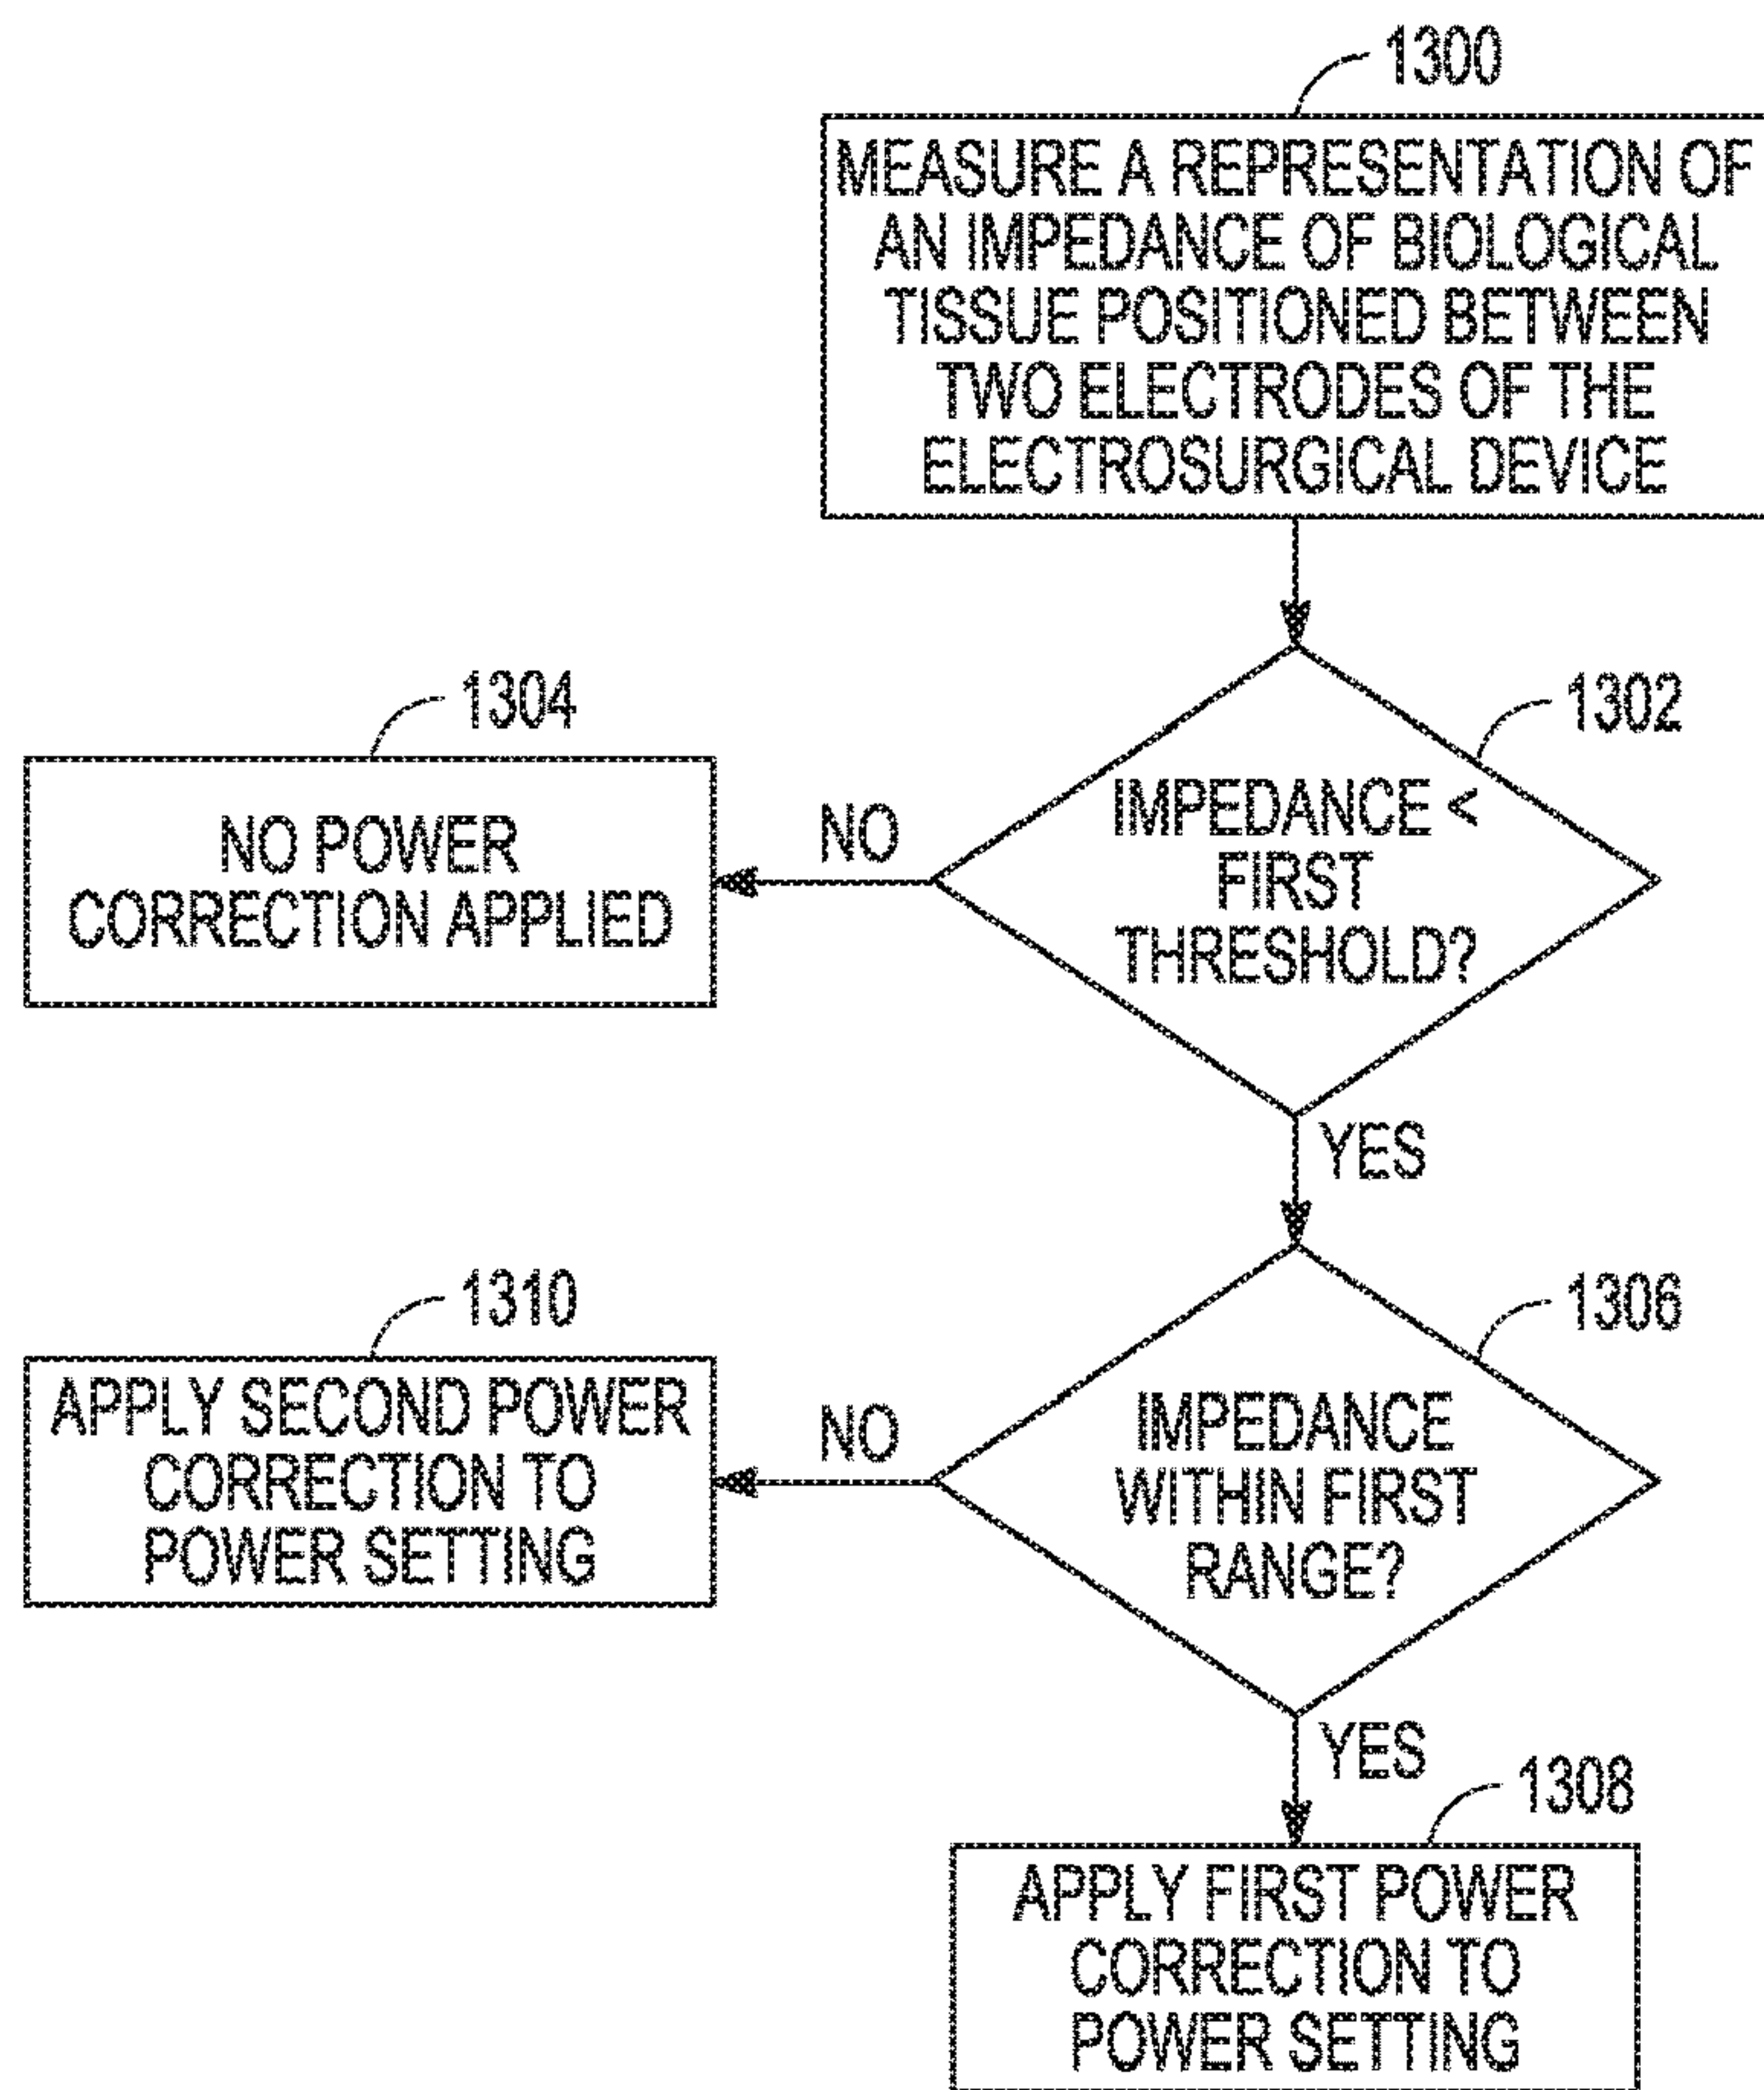 1300
MEASURE A REPRESENTATION OF
AN IMPEDANCE OF BIOLOGICAL
TISSUE POSITIONED BETWEEN
TWO ELECTRODES OF THE
ELECTROSURGICAL DEVICE
1302
IMPEDANCE <
FIRST
THRESHOLD?
NO
1304
NO POWER
CORRECTION APPLIED
YES
1306
IMPEDANCE
WITHIN FIRST
RANGE?
NO
1310
APPLY SECOND POWER
CORRECTION TO
POWER SETTING
YES
1308
APPLY FIRST POWER
CORRECTION TO
POWER SETTING